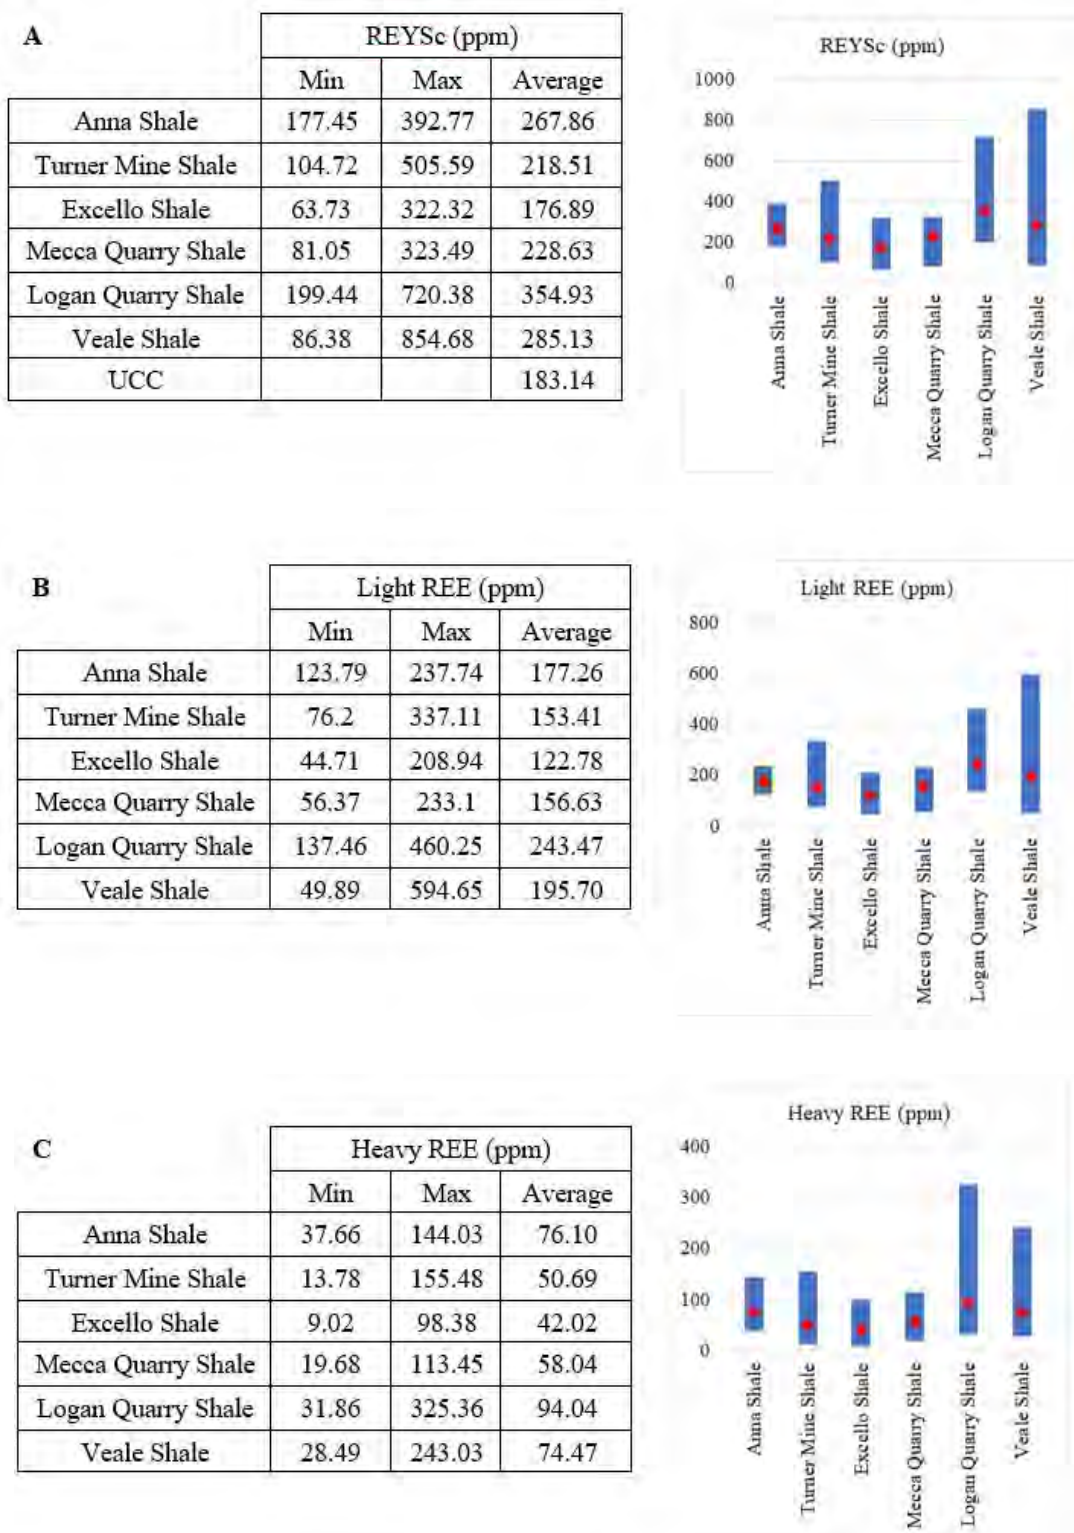 A
REYSc (ppm)
Min Max Average
Anna Shale 177.45 392.77 267.86
Turner Mine Shale 104.72 505.59 218.51
Excello Shale 63.73 322.32 176.89
Mecca Quarry Shale 81.05 323.49 228.63
Logan Quarry Shale 199.44 720.38 354.93
Veale Shale 86.38 854.68 285.13
UCC 183.14
REYSc (ppm)
1000
800
600
400
200
0
Anna Shale
Turner Mine Shale
Excello Shale
Mecca Quarry Shale
Logan Quarry Shale
Veale Shale
B
Light REE (ppm)
Min Max Average
Anna Shale 123.79 237.74 177.26
Turner Mine Shale 76.2 337.11 153.41
Excello Shale 44.71 208.94 122.78
Mecca Quarry Shale 56.37 233.1 156.63
Logan Quarry Shale 137.46 460.25 243.47
Veale Shale 49.89 594.65 195.70
Light REE (ppm)
800
600
400
200
0
Anna Shale
Turner Mine Shale
Excello Shale
Mecca Quarry Shale
Logan Quarry Shale
Veale Shale
C
Heavy REE (ppm)
Min Max Average
Anna Shale 37.66 144.03 76.10
Turner Mine Shale 13.78 155.48 50.69
Excello Shale 9.02 98.38 42.02
Mecca Quarry Shale 19.68 113.45 58.04
Logan Quarry Shale 31.86 325.36 94.04
Veale Shale 28.49 243.03 74.47
Heavy REE (ppm)
400
300
200
100
0
Anna Shale
Turner Mine Shale
Excello Shale
Mecca Quarry Shale
Logan Quarry Shale
Veale Shale